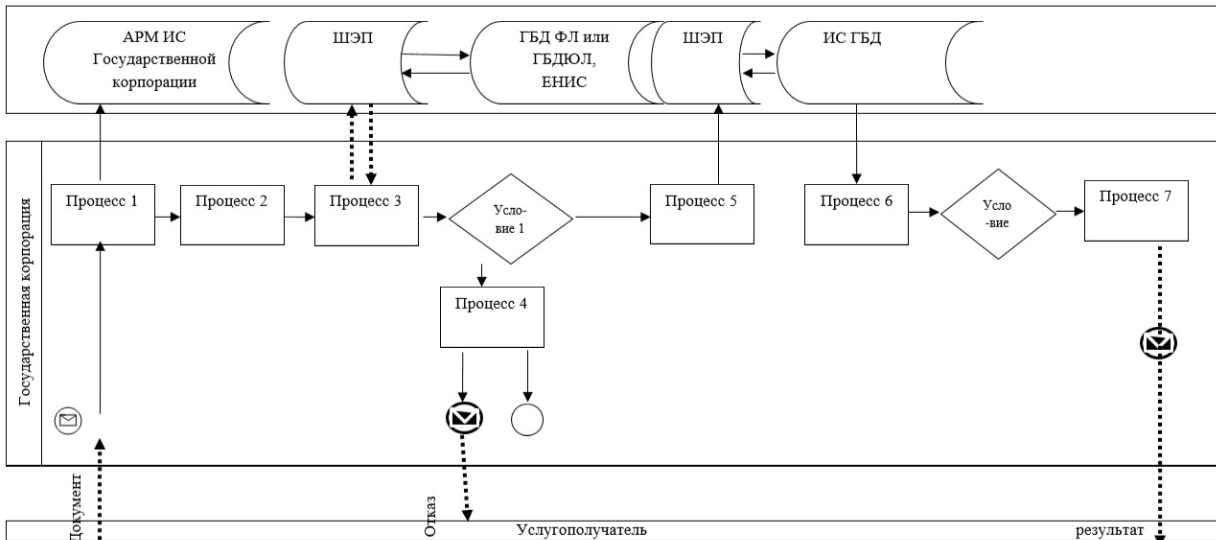 АРМ ИС
Государственной
корпорации
ШЭП
ГБД ФЛ или
ГБДЮЛ,
ЕНИС
ШЭП
ИС ГБД
Государственная корпорация
Процесс 1
Процесс 2
Процесс 3
Усло-
вие 1
Процесс 5
Процесс 6
Усло
-вие
Процесс 7
Процесс 4
Документ
Отказ
Услугополучатель
результат